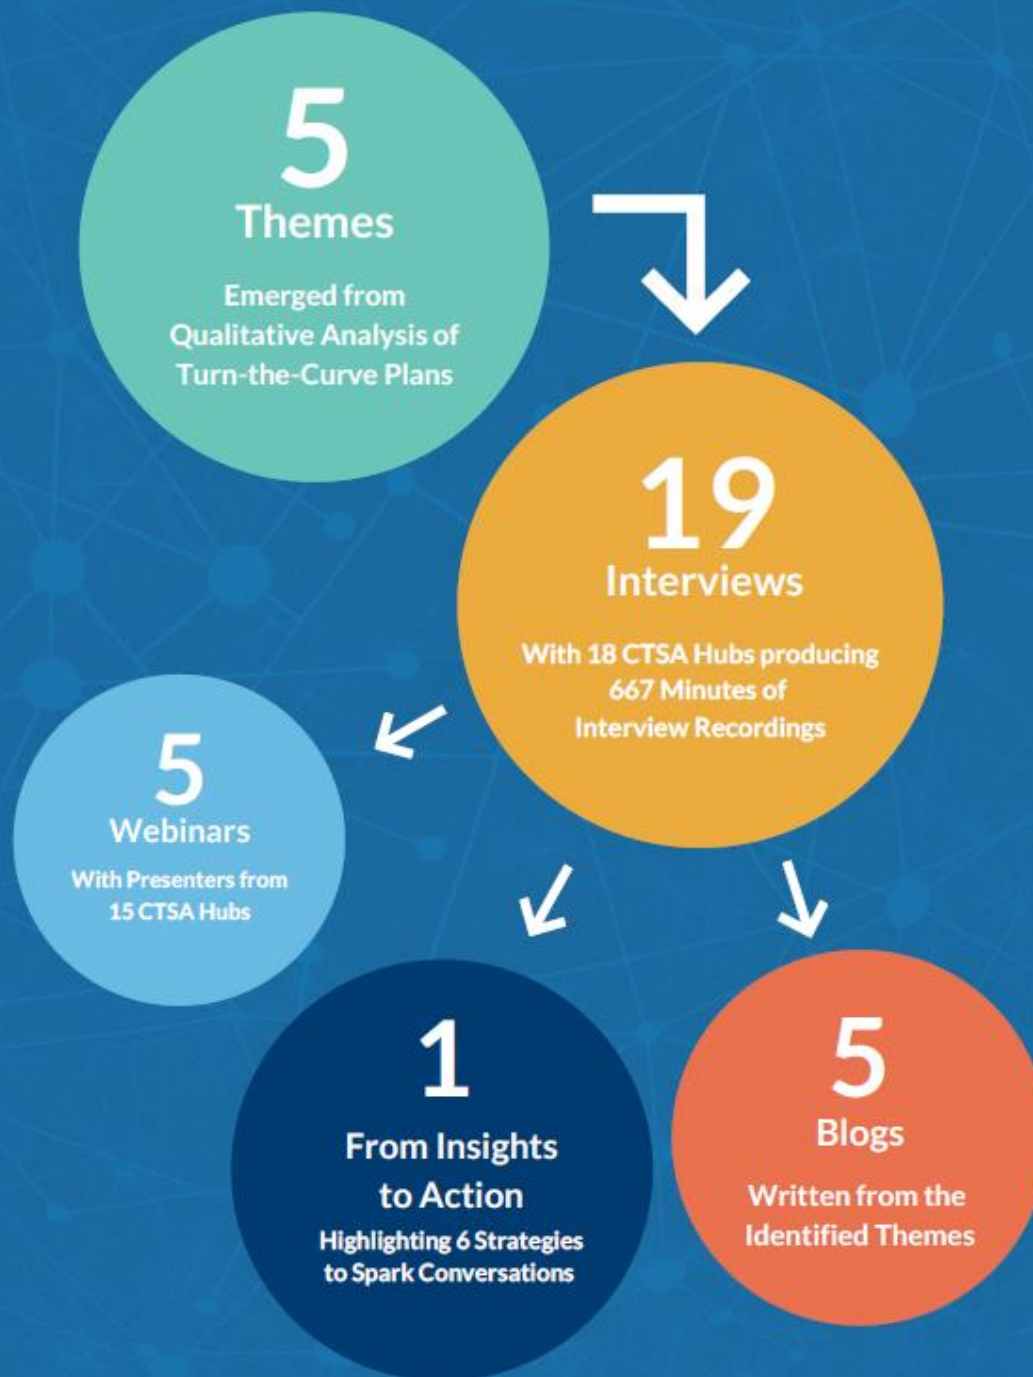 5
Themes
Emerged from
Qualitative Analysis of
Turn-the-Curve Plans
19
Interviews
With 18 CTSA Hubs producing
667 Minutes of
Interview Recordings
5
Webinars
With Presenters from
15 CTSA Hubs
1
From Insights
to Action
Highlighting 6 Strategies
to Spark Conversations
5
Blogs
Written from the
Identified Themes